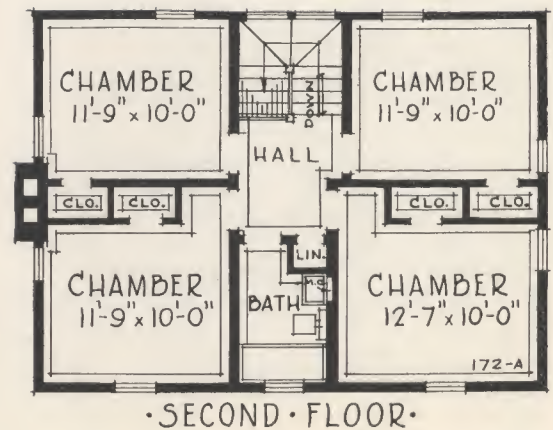 CHAMBER
11'-9" x 10'-0"
CHAMBER
11'-9" x 10'-0"
DOWN
HALL
CLO.
CLO.
CLO.
CLO.
LIN.
M.C.
BATH
CHAMBER
11'-9" x 10'-0"
CHAMBER
12'-7" x 10'-0"
172-A
·SECOND·FLOOR·